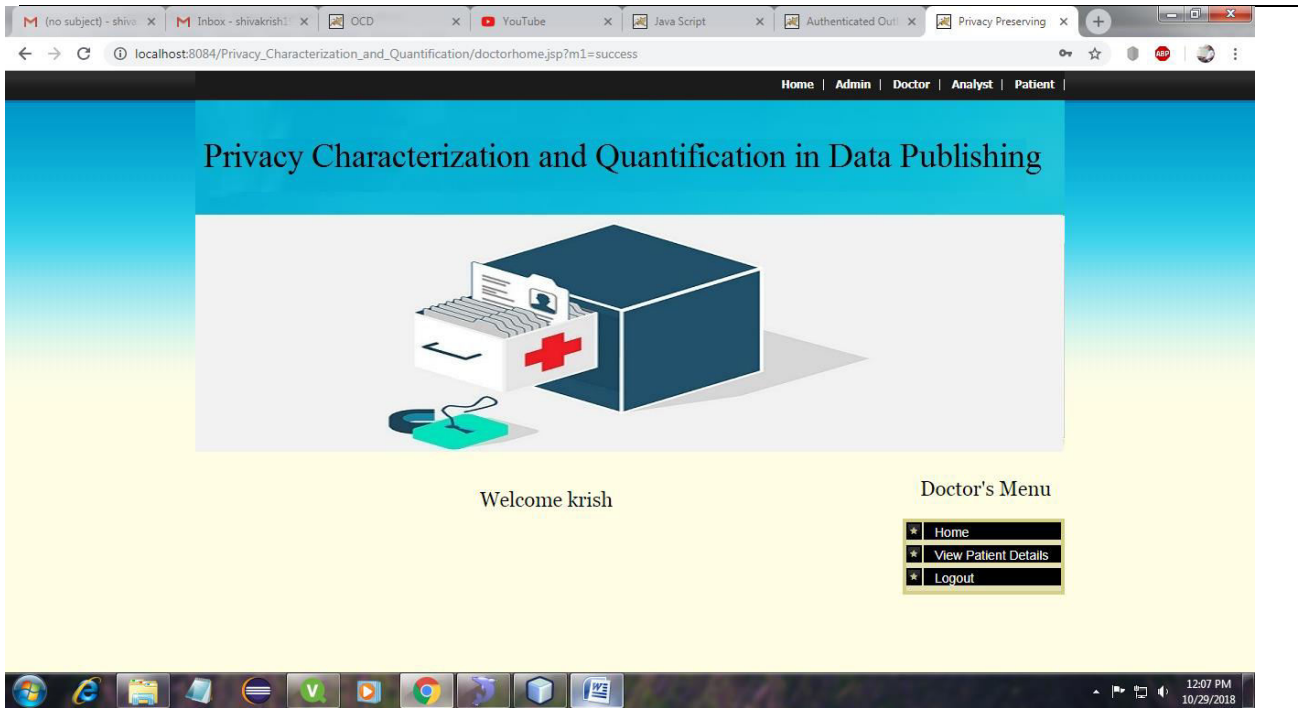 (no subject) - shiva
Inbox - shivakrish1
OCD
YouTube
Java Script
Authenticated Out
Privacy Preserving
localhost:8084/Privacy_Characterization_and_Quantification/doctorhome.jsp?m1=success
ABP
Home | Admin | Doctor | Analyst | Patient |
Privacy Characterization and Quantification in Data Publishing
Welcome krish
Doctor's Menu
Home
View Patient Details
Logout
12:07 PM
10/29/2018